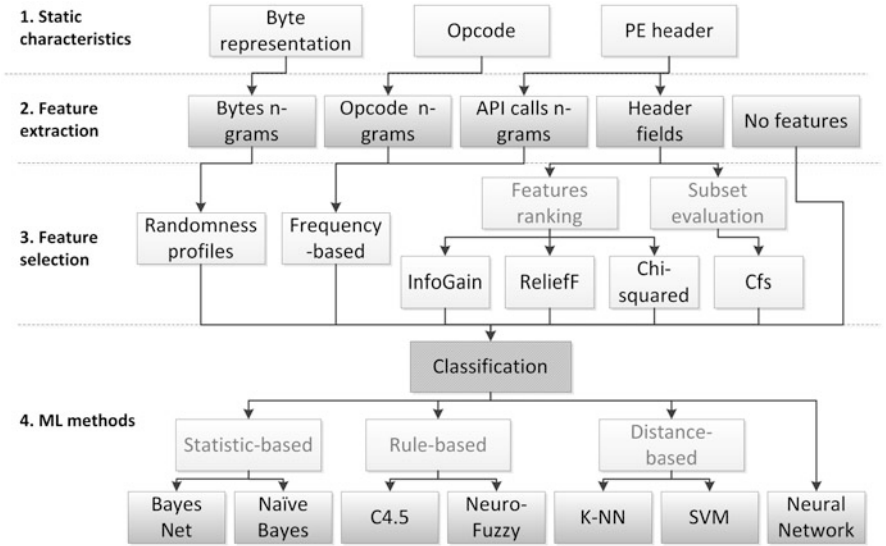 1. Static
characteristics
Byte
representation
Opcode
PE header
2. Feature
extraction
Bytes n-
grams
Opcode n-
grams
API calls n-
grams
Header
fields
No features
3. Feature
selection
Randomness
profiles
Frequency
-based
Features
ranking
Subset
evaluation
InfoGain
ReliefF
Chi-
squared
Cfs
Classification
4. ML methods
Statistic-based
Rule-based
Distance-
based
Bayes
Net
Naïve
Bayes
C4.5
Neuro-
Fuzzy
K-NN
SVM
Neural
Network